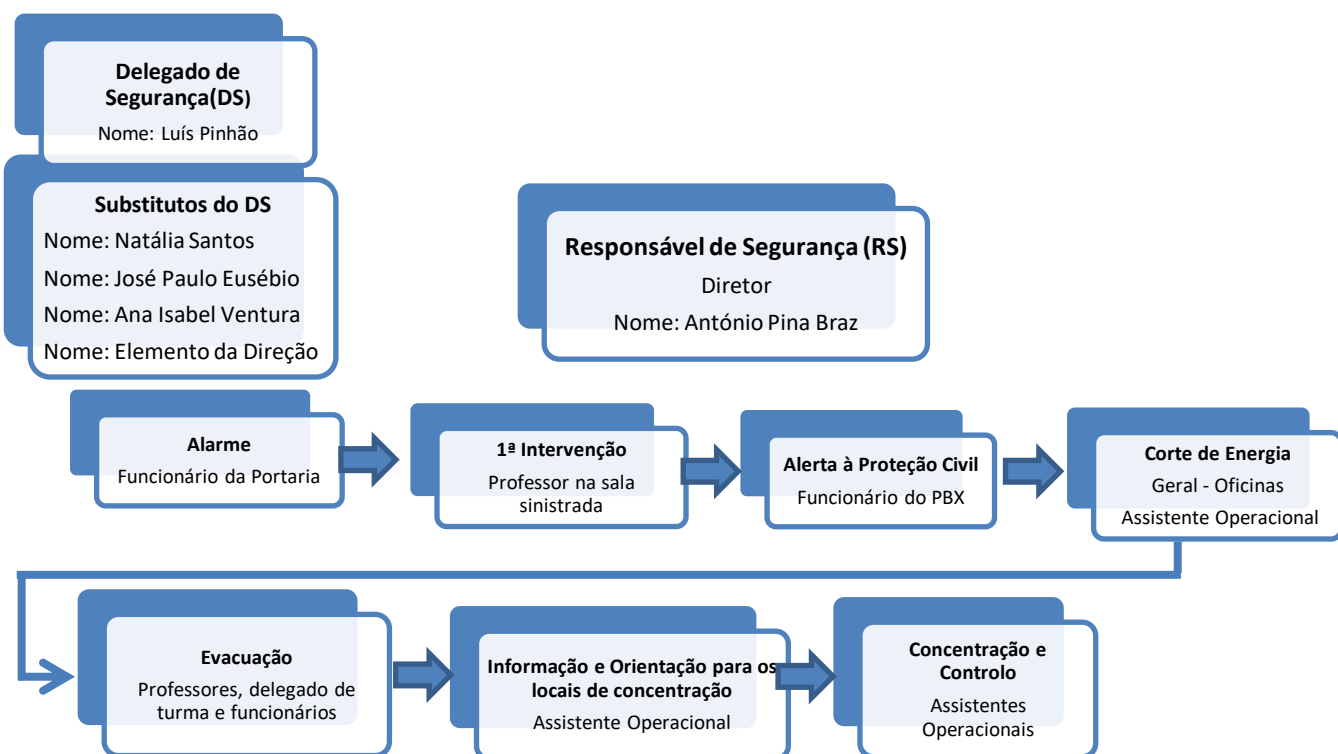 Delegado de
Segurança(DS)
Nome: Luís Pinhão
Substitutos do DS
Nome: Natália Santos
Nome: José Paulo Eusébio
Nome: Ana Isabel Ventura
Nome: Elemento da Direção
Responsável de Segurança (RS)
Diretor
Nome: António Pina Braz
Alarme
Funcionário da Portaria
1ª Intervenção
Professor na sala
sinistrada
Alerta à Proteção Civil
Funcionário do PBX
Corte de Energia
Geral - Oficinas
Assistente Operacional
Evacuação
Professores, delegado de
turma e funcionários
Informação e Orientação para os
locais de concentração
Assistente Operacional
Concentração e
Controlo
Assistentes
Operacionais